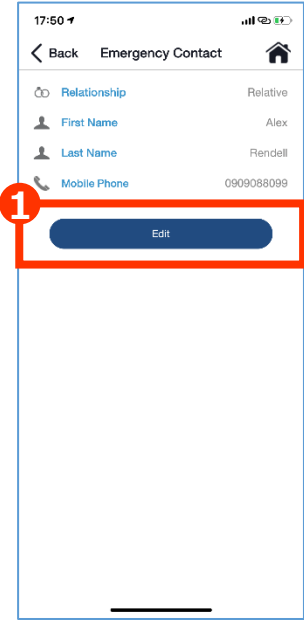 17:50
Back Emergency Contact
Relationship Relative
First Name Alex
Last Name Rendell
Mobile Phone 0909088099
1
Edit